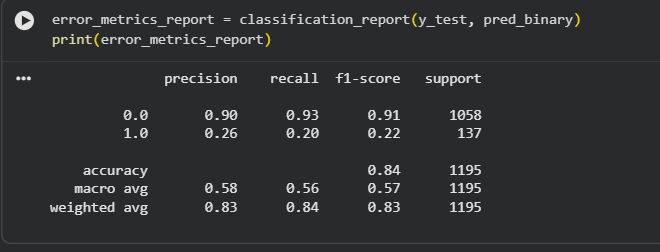 error_metrics_report = classification_report(y_test, pred_binary)
print(error_metrics_report)
precision recall f1-score support
0.0 0.90 0.93 0.91 1058
1.0 0.26 0.20 0.22 137
accuracy 0.84 1195
macro avg 0.58 0.56 0.57 1195
weighted avg 0.83 0.84 0.83 1195